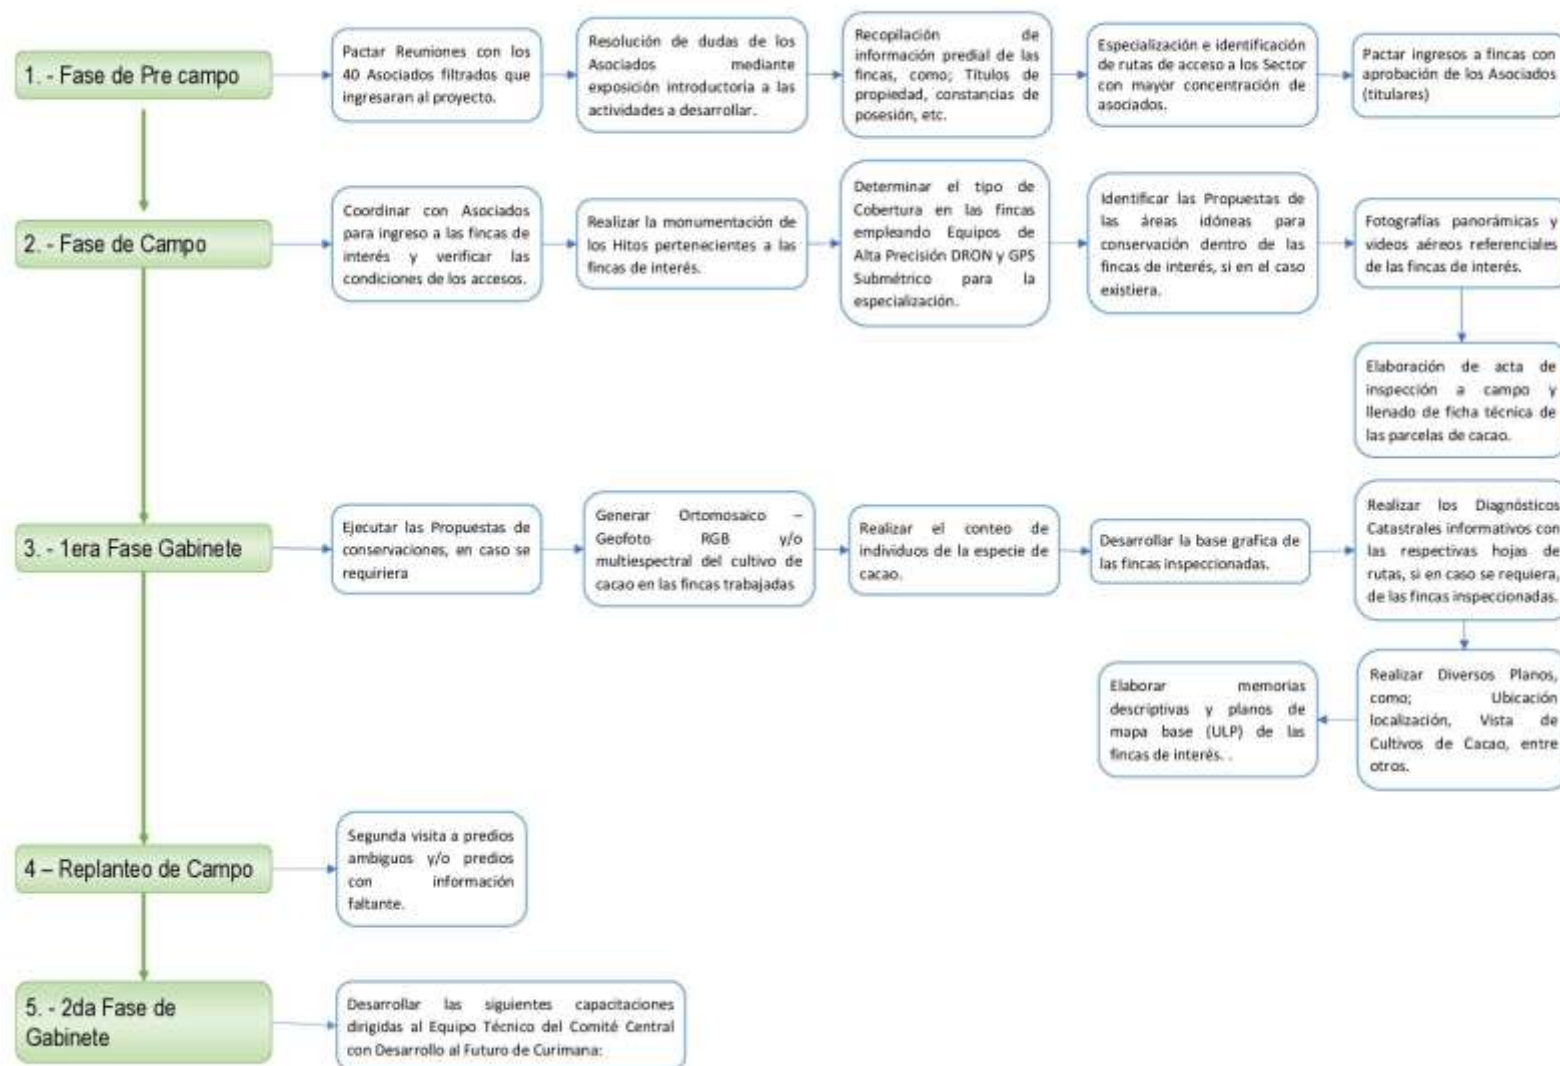 1. - Fase de Pre campo
Pactar Reuniones con los
40 Asociados filtrados que
ingresaran al proyecto.
Resolución de dudas de los
Asociados mediante
exposición introductoria a las
actividades a desarrollar.
Recopilación de
información predial de las
fincas, como; Títulos de
propiedad, constancias de
posesión, etc.
Especialización e identificación
de rutas de acceso a los Sector
con mayor concentración de
asociados.
Pactar ingresos a fincas con
aprobación de los Asociados
(titulares)
2. - Fase de Campo
Coordinar con Asociados
para ingreso a las fincas de
interés y verificar las
condiciones de los accesos.
Realizar la monumentación de
los Hitos pertenecientes a las
fincas de interés.
Determinar el tipo de
Cobertura en las fincas
empleando Equipos de
Alta Precisión DRON y GPS
Submétrico para la
especialización.
Identificar las Propuestas de
las áreas idóneas para
conservación dentro de las
fincas de interés, si en el caso
existiera.
Fotografías panorámicas y
videos aéreos referenciales
de las fincas de interés.
Elaboración de acta de
inspección a campo y
llenado de ficha técnica de
las parcelas de cacao.
3. - 1era Fase Gabinete
Ejecutar las Propuestas de
conservaciones, en caso se
requiriera
Generar Ortomosaico –
Geofoto RGB y/o
multiespectral del cultivo de
cacao en las fincas trabajadas
Realizar el conteo de
individuos de la especie de
cacao.
Desarrollar la base grafica de
las fincas inspeccionadas.
Realizar los Diagnósticos
Catastrales informativos con
las respectivas hojas de
rutas, si en caso se requiera,
de las fincas inspeccionadas.
Realizar Diversos Planos,
como; Ubicación
localización, Vista de
Cultivos de Cacao, entre
otros.
Elaborar memorias
descriptivas y planos de
mapa base (ULP) de las
fincas de interés. .
4 – Replanteo de Campo
Segunda visita a predios
ambiguos y/o predios
con información
faltante.
5. - 2da Fase de
Gabinete
Desarrollar las siguientes capacitaciones
dirigidas al Equipo Técnico del Comité Central
con Desarrollo al Futuro de Curimana: